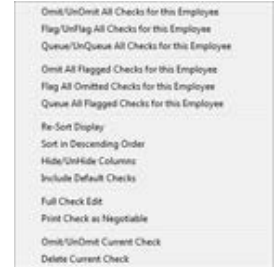 Omit/UnOmit All Checks for this Employee
Flag/UnFlag All Checks for this Employee
Queue/UnQueue All Checks for this Employee
Omit All Flagged Checks for this Employee
Flag All Omitted Checks for this Employee
Queue All Flagged Checks for this Employee
Re-Sort Display
Sort in Descending Order
Hide/UnHide Columns
Include Default Checks
Full Check Edit
Print Check as Negotiable
Omit/UnOmit Current Check
Delete Current Check